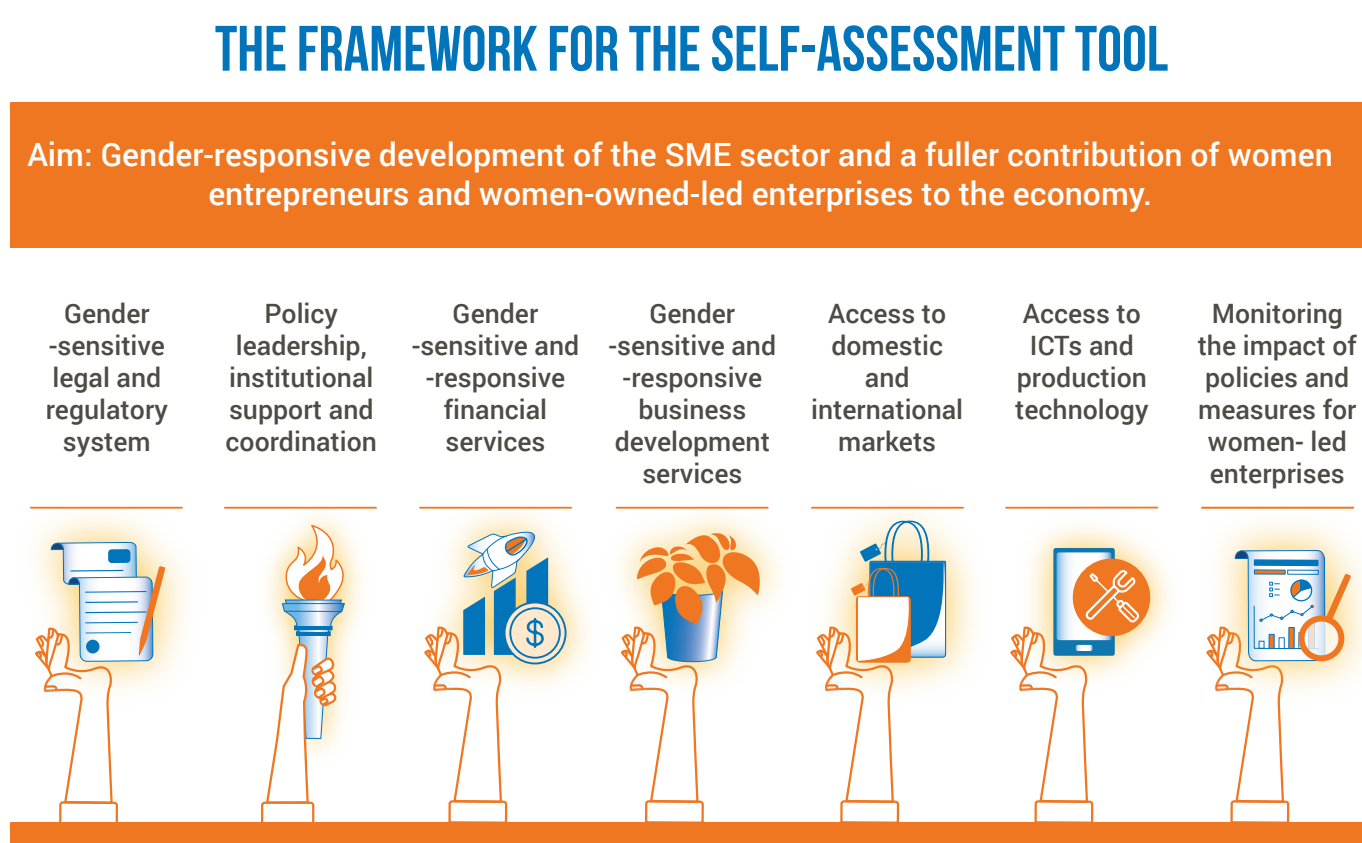 THE FRAMEWORK FOR THE SELF-ASSESSMENT TOOL
Aim: Gender-responsive development of the SME sector and a fuller contribution of women
entrepreneurs and women-owned-led enterprises to the economy.
Gender
-sensitive
legal and
regulatory
system
Policy
leadership,
institutional
support and
coordination
Gender
-sensitive and
-responsive
financial
services
Gender
-sensitive and
-responsive
business
development
services
Access to
domestic
and
international
markets
Access to
ICTs and
production
technology
Monitoring
the impact of
policies and
measures for
women- led
enterprises
$